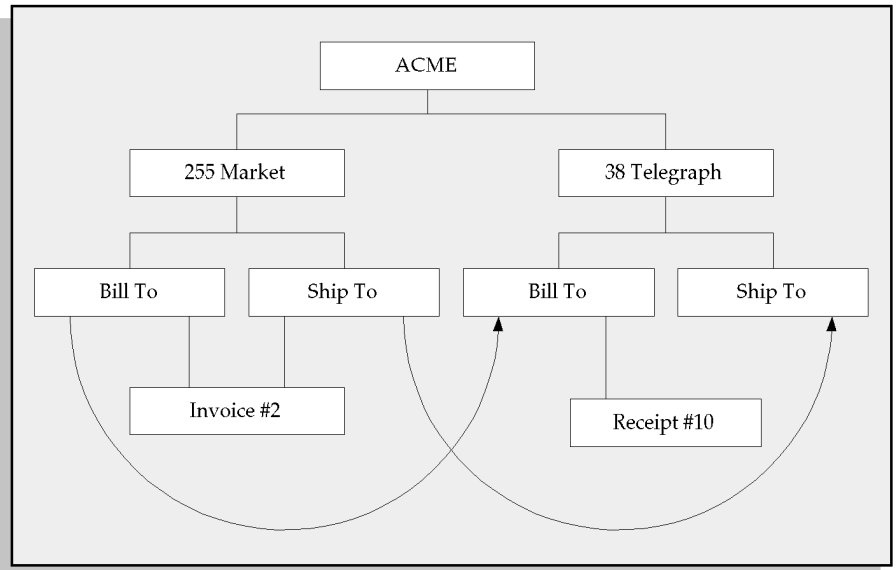 ACME
255 Market
38 Telegraph
Bill To
Ship To
Bill To
Ship To
Invoice #2
Receipt #10